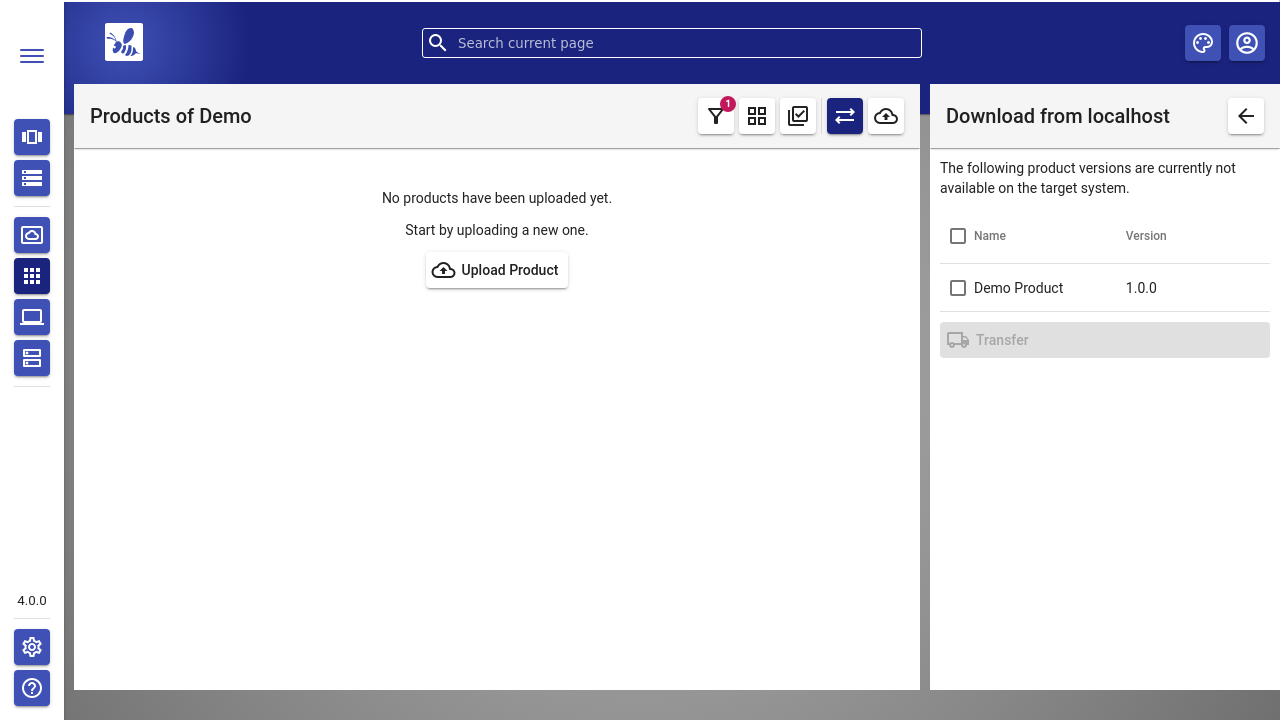 Search current page
Products of Demo
1
Download from localhost
No products have been uploaded yet.
Start by uploading a new one.
Upload Product
The following product versions are currently not
available on the target system.
Name Version
Demo Product 1.0.0
Transfer
4.0.0